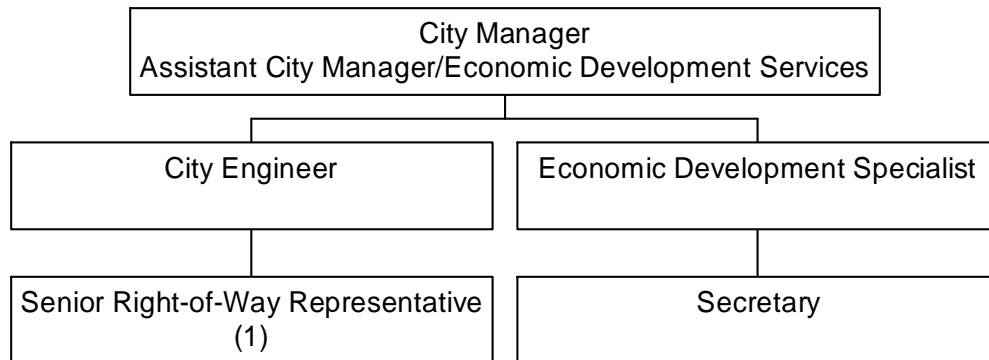 City Manager
Assistant City Manager/Economic Development Services
City Engineer
Economic Development Specialist
Senior Right-of-Way Representative
(1)
Secretary